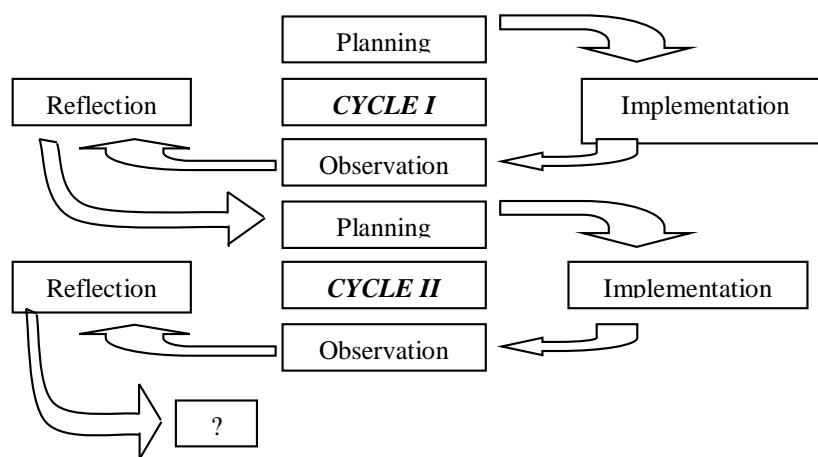 Planning
Reflection
CYCLE I
Implementation
Observation
Planning
Reflection
CYCLE II
Implementation
Observation
?